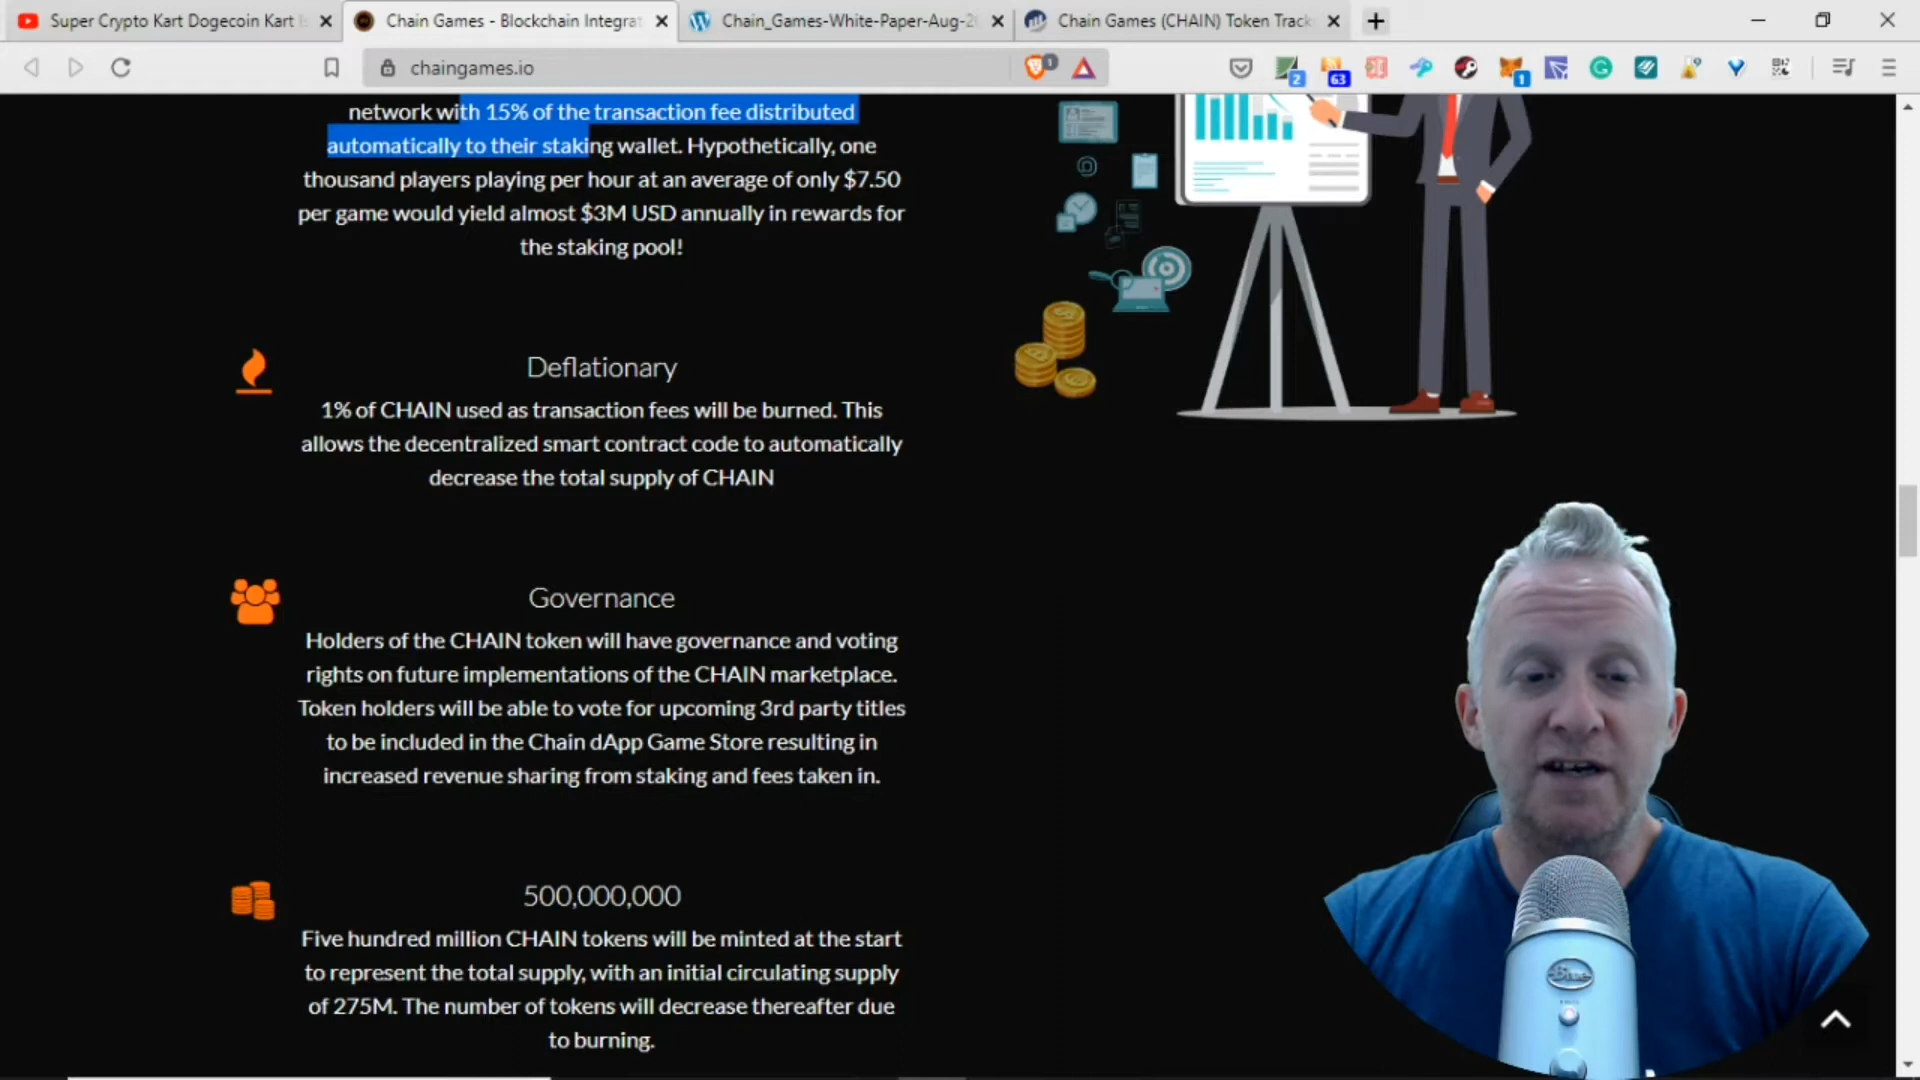 Super Crypto Kart Dogecoin Kart
Chain Games - Blockchain Integrat
Chain_Games-White-Paper-Aug-2
Chain Games (CHAIN) Token Track
chaingames.io
1
2
63
1
network with 15% of the transaction fee distributed
automatically to their staking wallet. Hypothetically, one
thousand players playing per hour at an average of only $7.50
per game would yield almost $3M USD annually in rewards for
the staking pool!
Deflationary
1% of CHAIN used as transaction fees will be burned. This
allows the decentralized smart contract code to automatically
decrease the total supply of CHAIN
Governance
Holders of the CHAIN token will have governance and voting
rights on future implementations of the CHAIN marketplace.
Token holders will be able to vote for upcoming 3rd party titles
to be included in the Chain dApp Game Store resulting in
increased revenue sharing from staking and fees taken in.
500,000,000
Five hundred million CHAIN tokens will be minted at the start
to represent the total supply, with an initial circulating supply
of 275M. The number of tokens will decrease thereafter due
to burning.
Blue